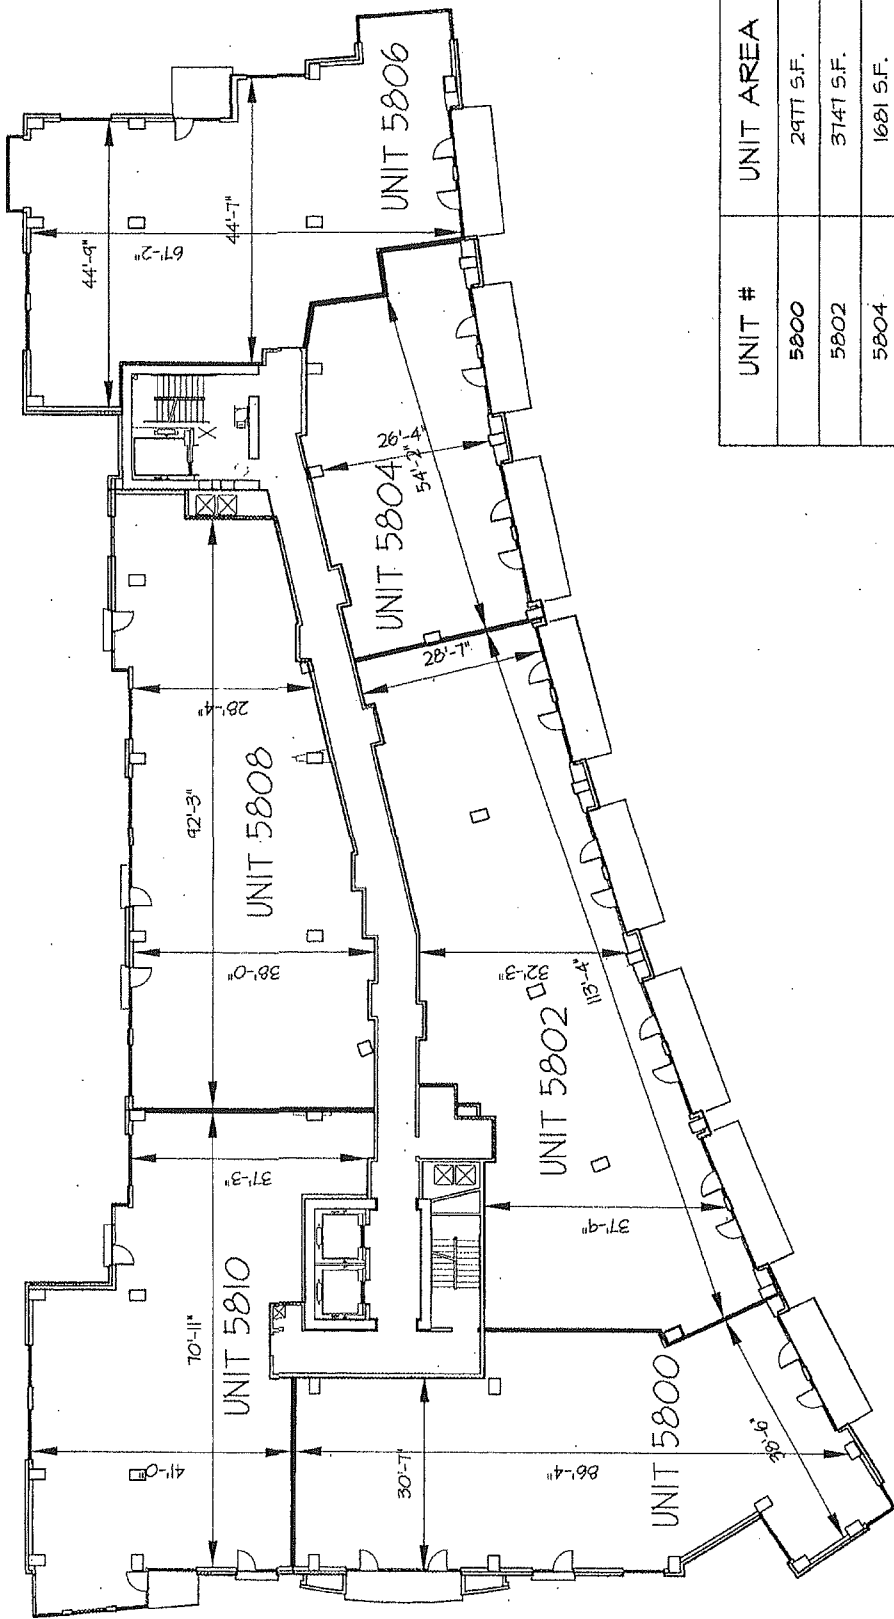 UNIT 5806
44'-9"
67'-2"
44'-7"
26'-4"
54'-2"
UNIT 5804
28'-7"
28'-4"
92'-3"
UNIT 5808
38'-0"
32'-3"
113'-4"
UNIT 5802
37'-3"
37'-9"
70'-11"
UNIT 5810
41'-0"
30'-7"
86'-4"
UNIT 5800
38'-6"
UNIT # UNIT AREA
5800 2977 S.F.
5802 3747 S.F.
5804 1681 S.F.